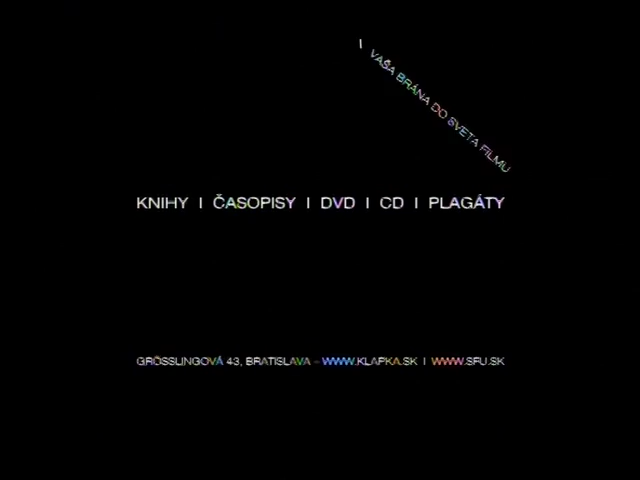 I VAŠA BRÁNA DO SVETA FILMU
KNIHY I ČASOPISY I DVD I CD I PLAGÁTY
GRÖSSLINGOVÁ 43, BRATISLAVA – WWW.KLAPKA.SK I WWW.SFU.SK